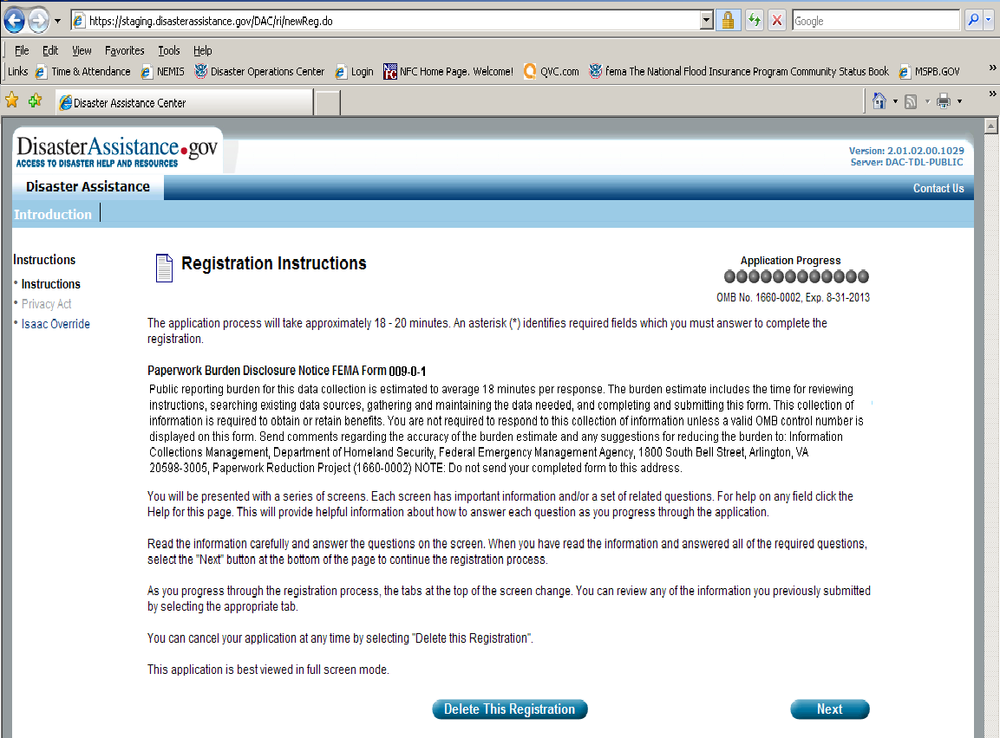 https://staging.disasterassistance.gov/DAC/ri/newReg.do
Google
File Edit View Favorites Tools Help
Links Time & Attendance NEMIS Disaster Operations Center Login NFC Home Page. Welcome! QVC.com fema The National Flood Insurance Program Community Status Book MSPB.GOV »
Disaster Assistance Center »
DisasterAssistance.gov
ACCESS TO DISASTER HELP AND RESOURCES
Version: 2.01.02.00.1029
Server: DAC-TDL-PUBLIC
Disaster Assistance
Contact Us
Introduction
Instructions
• Instructions
• Privacy Act
• Isaac Override
Registration Instructions
Application Progress
OMB No. 1660-0002, Exp. 8-31-2013
The application process will take approximately 18 - 20 minutes. An asterisk (*) identifies required fields which you must answer to complete the
registration.
Paperwork Burden Disclosure Notice FEMA Form 009-0-1
Public reporting burden for this data collection is estimated to average 18 minutes per response. The burden estimate includes the time for reviewing
instructions, searching existing data sources, gathering and maintaining the data needed, and completing and submitting this form. This collection of
information is required to obtain or retain benefits. You are not required to respond to this collection of information unless a valid OMB control number is
displayed on this form. Send comments regarding the accuracy of the burden estimate and any suggestions for reducing the burden to: Information
Collections Management, Department of Homeland Security, Federal Emergency Management Agency, 1800 South Bell Street, Arlington, VA
20598-3005, Paperwork Reduction Project (1660-0002) NOTE: Do not send your completed form to this address.
You will be presented with a series of screens. Each screen has important information and/or a set of related questions. For help on any field click the
Help for this page. This will provide helpful information about how to answer each question as you progress through the application.
Read the information carefully and answer the questions on the screen. When you have read the information and answered all of the required questions,
select the "Next" button at the bottom of the page to continue the registration process.
As you progress through the registration process, the tabs at the top of the screen change. You can review any of the information you previously submitted
by selecting the appropriate tab.
You can cancel your application at any time by selecting "Delete this Registration".
This application is best viewed in full screen mode.
Delete This Registration
Next